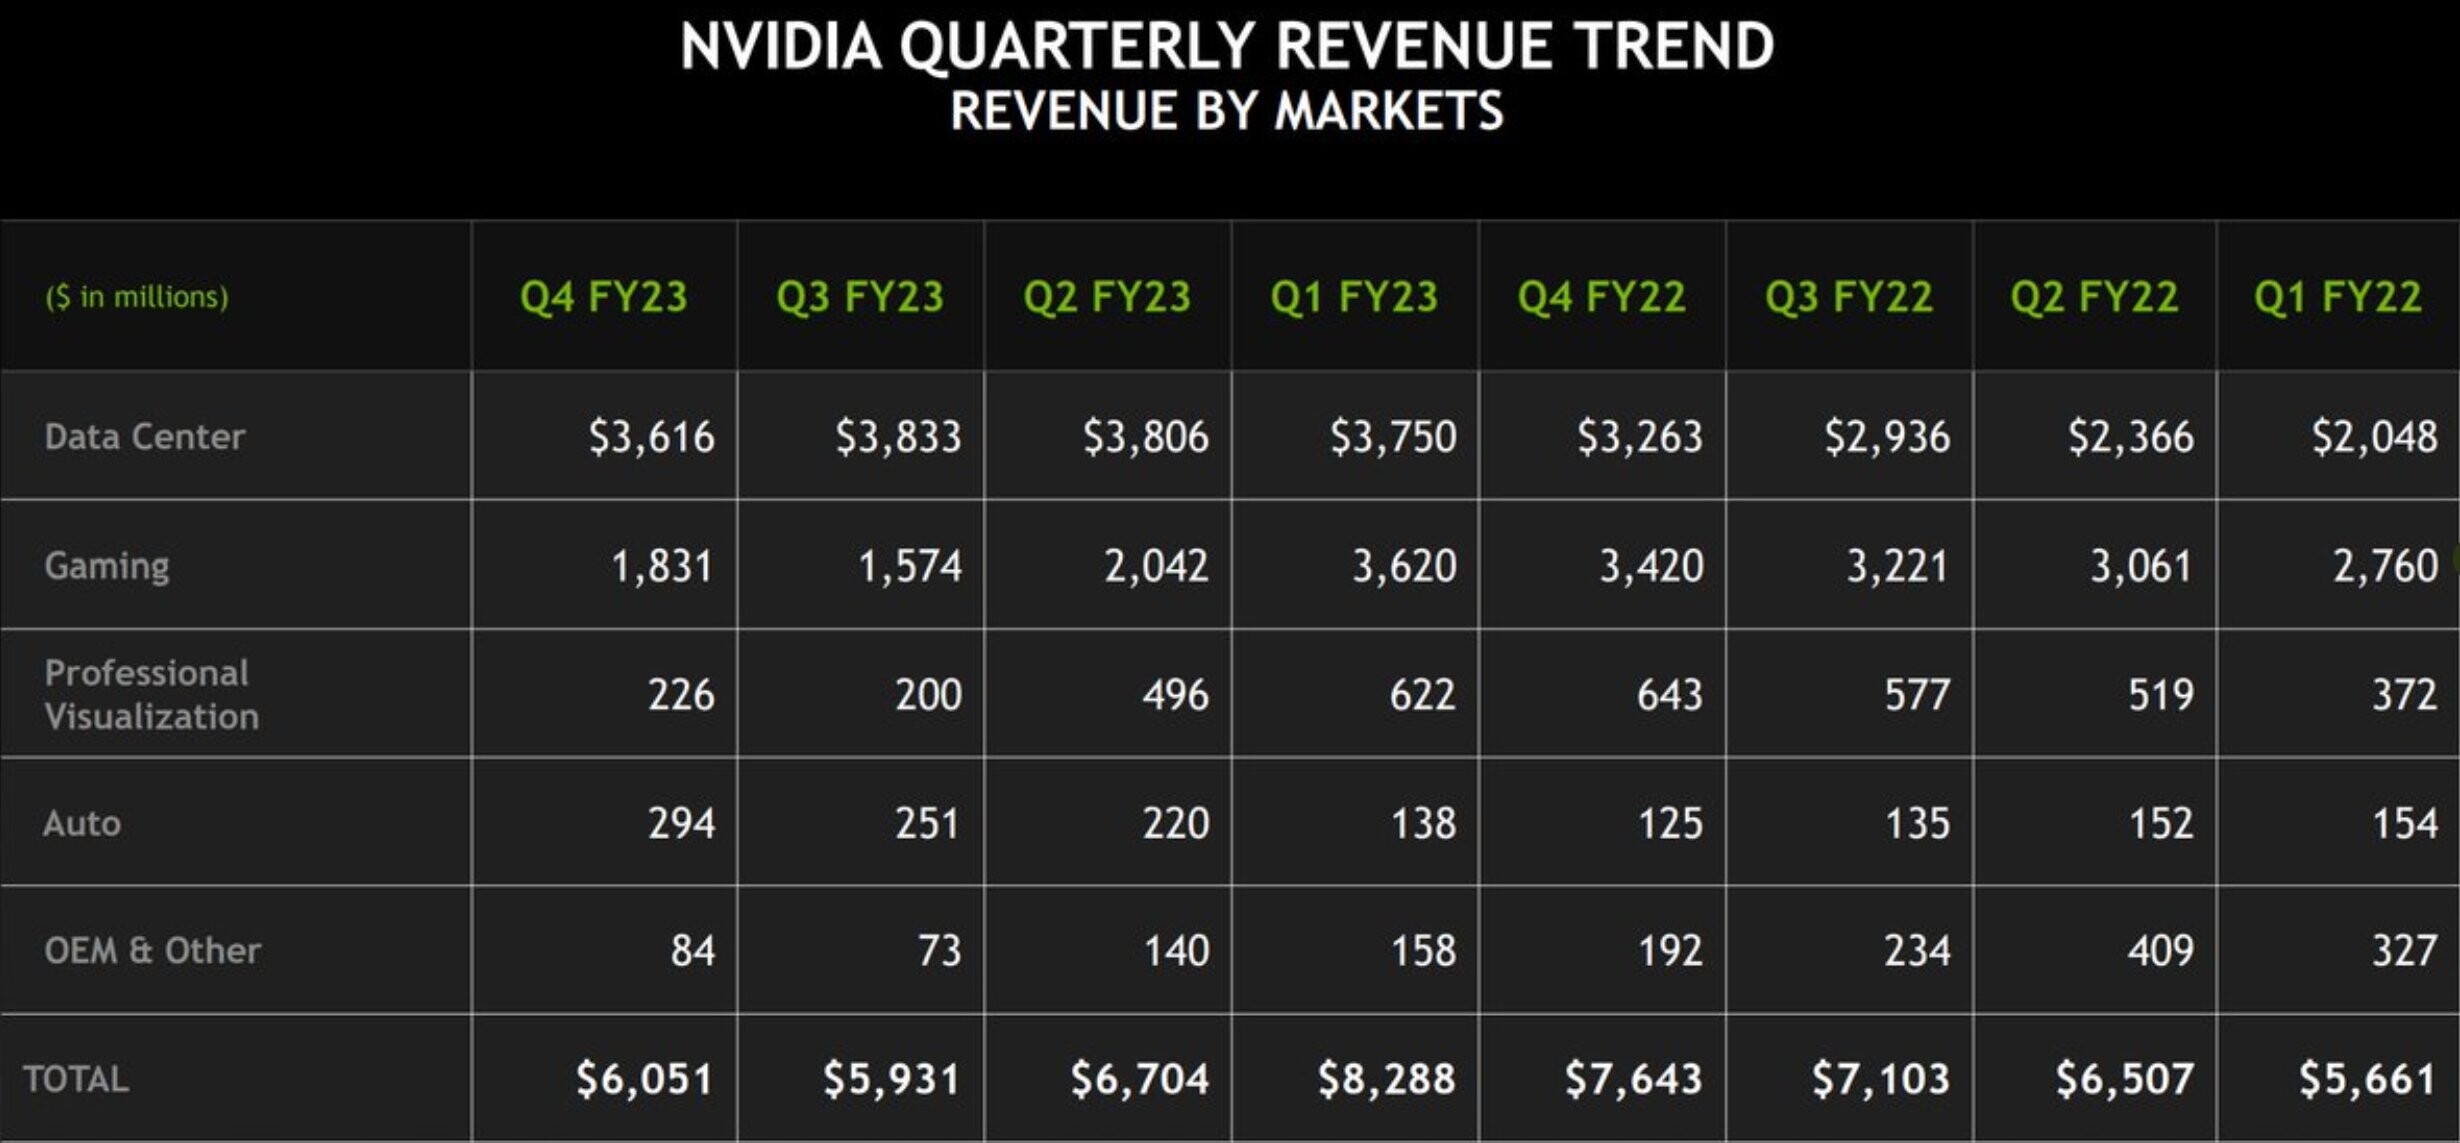 NVIDIA QUARTERLY REVENUE TREND
REVENUE BY MARKETS
($ in millions) Q4 FY23 Q3 FY23 Q2 FY23 Q1 FY23 Q4 FY22 Q3 FY22 Q2 FY22 Q1 FY22
Data Center $3,616 $3,833 $3,806 $3,750 $3,263 $2,936 $2,366 $2,048
Gaming 1,831 1,574 2,042 3,620 3,420 3,221 3,061 2,760
Professional
Visualization 226 200 496 622 643 577 519 372
Auto 294 251 220 138 125 135 152 154
OEM & Other 84 73 140 158 192 234 409 327
TOTAL $6,051 $5,931 $6,704 $8,288 $7,643 $7,103 $6,507 $5,661